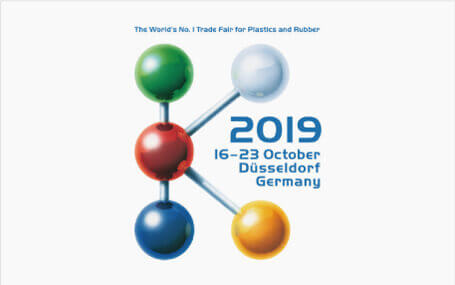 The World's No. 1 Trade Fair for Plastics and Rubber
2019
16–23 October
Düsseldorf
Germany